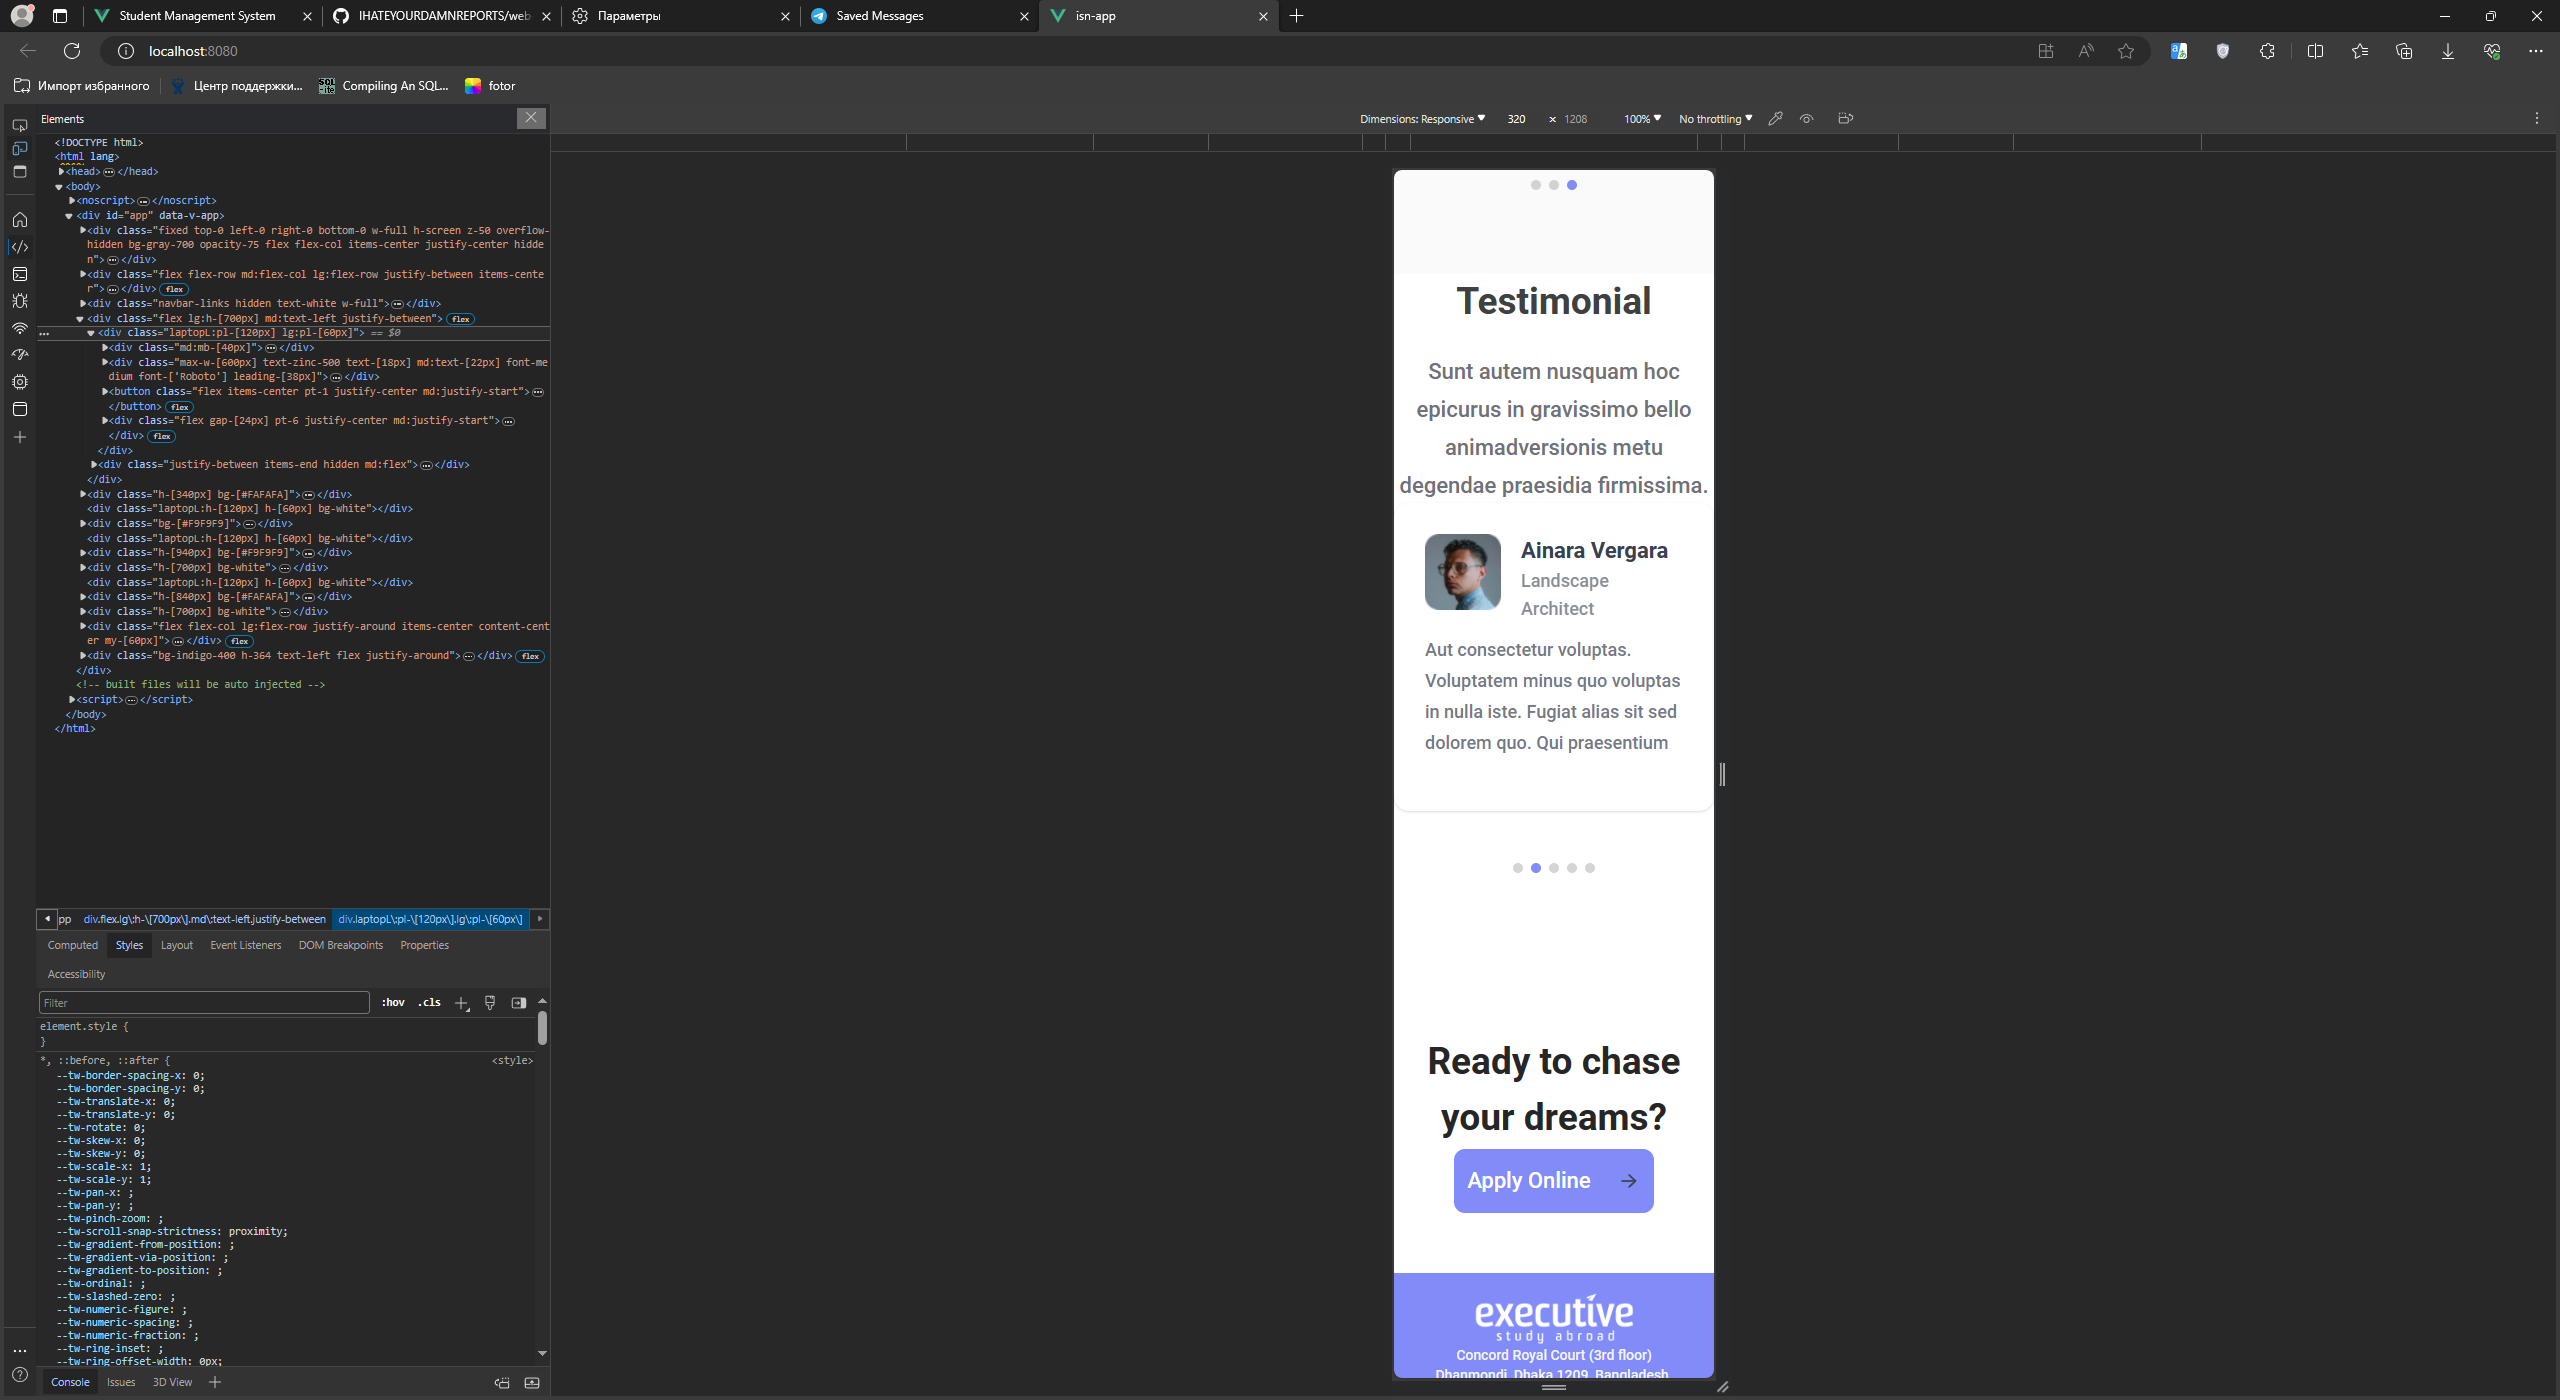 Student Management System
IHATEYOURDAMNREPORTS/web
Параметры
Saved Messages
isn-app
localhost:8080
Импорт избранного
Центр поддержки...
Compiling An SQL...
fotor
Elements
Dimensions: Responsive
320
×
1208
100%
No throttling
<!DOCTYPE html>
<html lang>
<head>
</head>
<body>
<noscript>
</noscript>
<div id="app" data-v-app>
<div class="fixed top-0 left-0 right-0 bottom-0 w-full h-screen z-50 overflow-
hidden bg-gray-700 opacity-75 flex flex-col items-center justify-center hidde
n">
</div>
<div class="flex flex-row md:flex-col lg:flex-row justify-between items-cente
r">
</div>
flex
<div class="navbar-links hidden text-white w-full">
</div>
<div class="flex lg:h-[700px] md:text-left justify-between">
flex
<div class="laptopL:pl-[120px] lg:pl-[60px]"> == $0
<div class="md:mb-[40px]">
</div>
<div class="max-w-[600px] text-zinc-500 text-[18px] md:text-[22px] font-me
dium font-['Roboto'] leading-[38px]">
</div>
<button class="flex items-center pt-1 justify-center md:justify-start">
</button>
flex
<div class="flex gap-[24px] pt-6 justify-center md:justify-start">
</div>
flex
</div>
<div class="justify-between items-end hidden md:flex">
</div>
</div>
<div class="h-[340px] bg-[#FAFAFA]">
</div>
<div class="laptopL:h-[120px] h-[60px] bg-white"></div>
<div class="bg-[#F9F9F9]">
</div>
<div class="laptopL:h-[120px] h-[60px] bg-white"></div>
<div class="h-[940px] bg-[#F9F9F9]">
</div>
<div class="h-[700px] bg-white">
</div>
<div class="laptopL:h-[120px] h-[60px] bg-white"></div>
<div class="h-[840px] bg-[#FAFAFA]">
</div>
<div class="h-[700px] bg-white">
</div>
<div class="flex flex-col lg:flex-row justify-around items-center content-cent
er my-[60px]">
</div>
flex
<div class="bg-indigo-400 h-364 text-left flex justify-around">
</div>
flex
</div>
<!-- built files will be auto injected -->
<script>
</script>
</body>
</html>
pp
div.flex.lg\:h-\[700px\].md\:text-left.justify-between
div.laptopL\:pl-\[120px\].lg\:pl-\[60px\]
Computed
Styles
Layout
Event Listeners
DOM Breakpoints
Properties
Accessibility
Filter
:hov
.cls
element.style {
}
*, ::before, ::after {
<style>
--tw-border-spacing-x: 0;
--tw-border-spacing-y: 0;
--tw-translate-x: 0;
--tw-translate-y: 0;
--tw-rotate: 0;
--tw-skew-x: 0;
--tw-skew-y: 0;
--tw-scale-x: 1;
--tw-scale-y: 1;
--tw-pan-x: ;
--tw-pan-y: ;
--tw-pinch-zoom: ;
--tw-scroll-snap-strictness: proximity;
--tw-gradient-from-position: ;
--tw-gradient-via-position: ;
--tw-gradient-to-position: ;
--tw-ordinal: ;
--tw-slashed-zero: ;
--tw-numeric-figure: ;
--tw-numeric-spacing: ;
--tw-numeric-fraction: ;
--tw-ring-inset: ;
--tw-ring-offset-width: 0px;
Console
Issues
3D View
Testimonial
Sunt autem nusquam hoc
epicurus in gravissimo bello
animadversionis metu
degendae praesidia firmissima.
Ainara Vergara
Landscape
Architect
Aut consectetur voluptas.
Voluptatem minus quo voluptas
in nulla iste. Fugiat alias sit sed
dolorem quo. Qui praesentium
Ready to chase
your dreams?
Apply Online
executive
study abroad
Concord Royal Court (3rd floor)
Dhanmondi, Dhaka 1209, Bangladesh